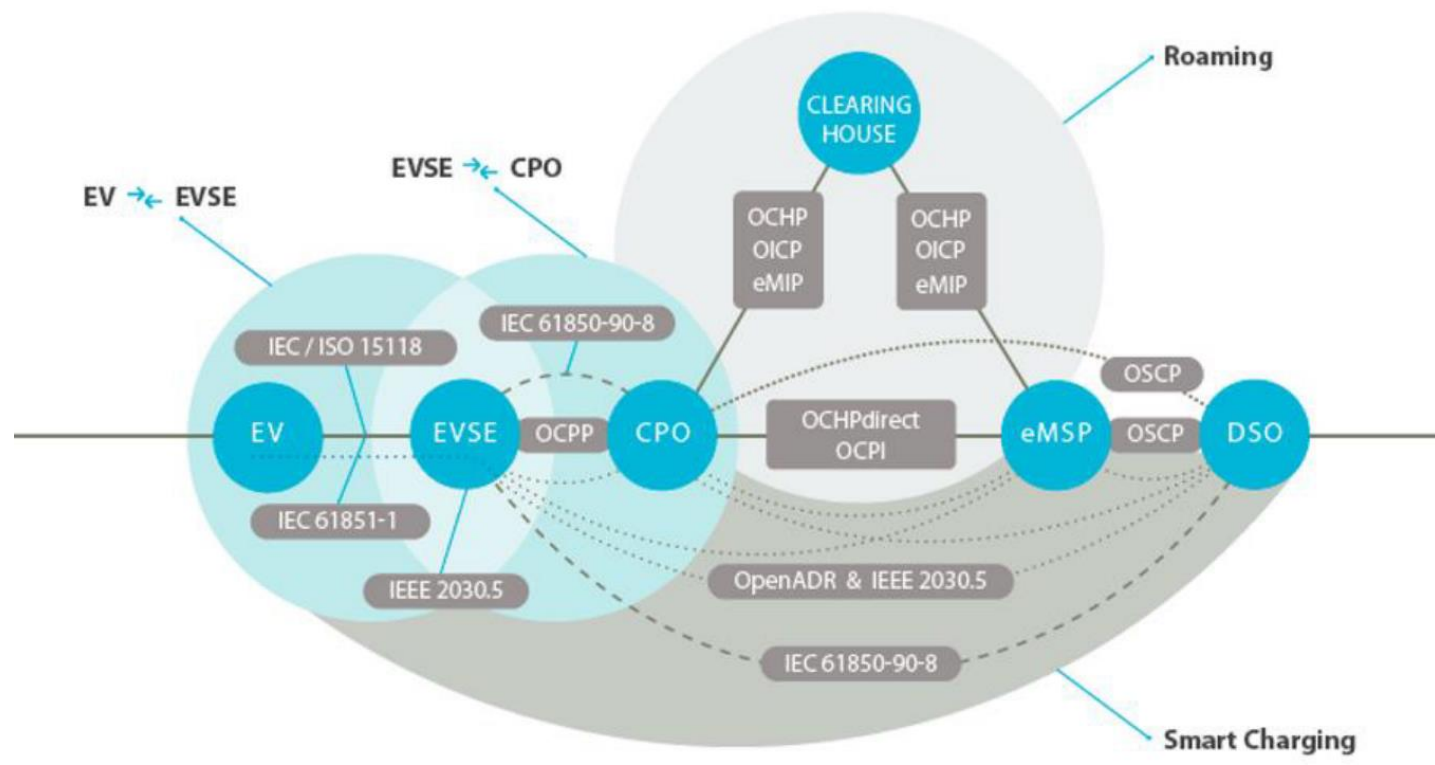 Roaming
CLEARING
HOUSE
EVSE CPO
EV EVSE
OCHP
OICP
eMIP
OCHP
OICP
eMIP
IEC 61850-90-8
IEC / ISO 15118
OSCP
EV
EVSE
OCPP
CPO
OCHPdirect
OCPI
eMSP
OSCP
DSO
IEC 61851-1
IEEE 2030.5
OpenADR & IEEE 2030.5
IEC 61850-90-8
Smart Charging